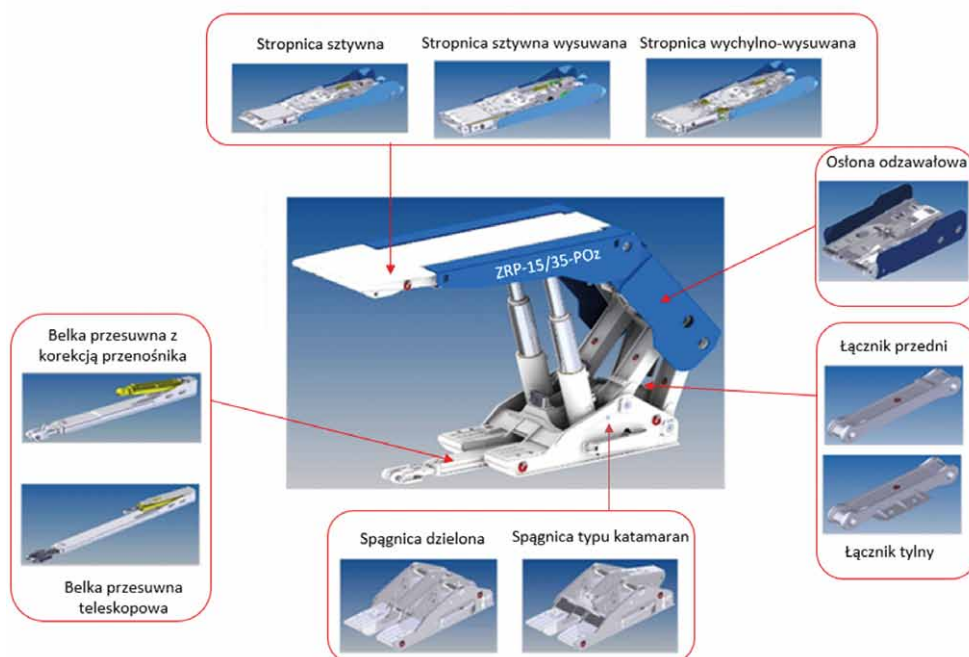 Stropnica sztywna
Stropnica sztywna wysuwana
Stropnica wychylno-wysuwana
Osłona odzawałowa
ZRP-15/35-POz
Belka przesuwna z
korekcją przenośnika
Łącznik przedni
Łącznik tylny
Belka przesuwna
teleskopowa
Spągnica dzielona
Spągnica typu katamaran